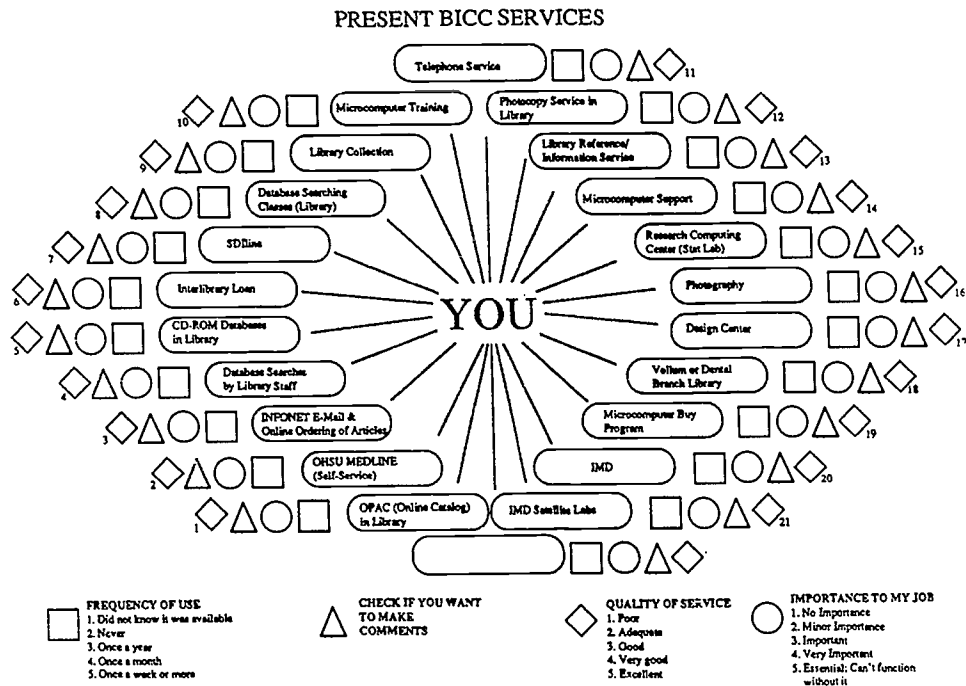 PRESENT BICC SERVICES
Telephone Service
11
10
Microcomputer Training
Photocopy Service in
Library
12
9
Library Collection
Library Reference/
Information Service
13
8
Database Searching
Classes (Library)
Microcomputer Support
14
7
SDIline
Research Computing
Center (Stat Lab)
15
6
Interlibrary Loan
Photography
16
YOU
5
CD-ROM Databases
in Library
Design Center
17
4
Database Searches
by Library Staff
Vollum or Dental
Branch Library
18
3
INFONET E-Mail &
Online Ordering of Articles
Microcomputer Buy
Program
19
2
OHSU MEDLINE
(Self-Service)
IMD
20
1
OPAC (Online Catalog)
in Library
IMD Satellite Labs
21
FREQUENCY OF USE
1. Did not know it was available
2. Never
3. Once a year
4. Once a month
5. Once a week or more
CHECK IF YOU WANT
TO MAKE
COMMENTS
QUALITY OF SERVICE
1. Poor
2. Adequate
3. Good
4. Very good
5. Excellent
IMPORTANCE TO MY JOB
1. No Importance
2. Minor Importance
3. Important
4. Very Important
5. Essential; Can't function
without it